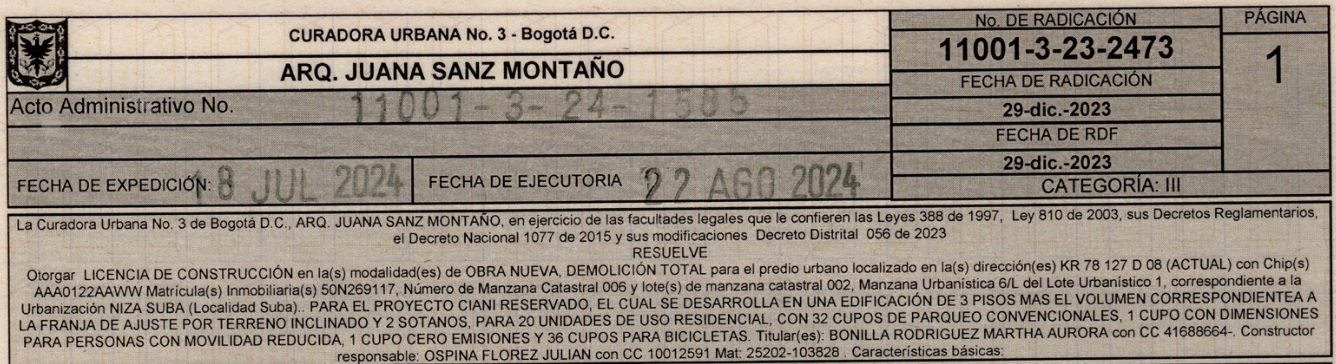 CURADORA URBANA No. 3 - Bogotá D.C.
ARQ. JUANA SANZ MONTAÑO
No. DE RADICACIÓN
11001-3-23-2473
PÁGINA
1
FECHA DE RADICACIÓN
29-dic.-2023
FECHA DE RDF
29-dic.-2023
CATEGORÍA: III
Acto Administrativo No. 11001-3-24-1585
FECHA DE EXPEDICIÓN: 18 JUL 2024
FECHA DE EJECUTORIA 22 AGO 2024
La Curadora Urbana No. 3 de Bogotá D.C., ARQ. JUANA SANZ MONTAÑO, en ejercicio de las facultades legales que le confieren las Leyes 388 de 1997, Ley 810 de 2003, sus Decretos Reglamentarios,
el Decreto Nacional 1077 de 2015 y sus modificaciones Decreto Distrital 056 de 2023
RESUELVE
Otorgar LICENCIA DE CONSTRUCCIÓN en la(s) modalidad(es) de OBRA NUEVA, DEMOLICIÓN TOTAL para el predio urbano localizado en la(s) dirección(es) KR 78 127 D 08 (ACTUAL) con Chip(s)
AAA0122AAWW Matrícula(s) Inmobiliaria(s) 50N269117, Número de Manzana Catastral 006 y lote(s) de manzana catastral 002, Manzana Urbanística 6/L del Lote Urbanístico 1, correspondiente a la
Urbanización NIZA SUBA (Localidad Suba).. PARA EL PROYECTO CIANI RESERVADO, EL CUAL SE DESARROLLA EN UNA EDIFICACIÓN DE 3 PISOS MAS EL VOLUMEN CORRESPONDIENTEA A
LA FRANJA DE AJUSTE POR TERRENO INCLINADO Y 2 SOTANOS, PARA 20 UNIDADES DE USO RESIDENCIAL, CON 32 CUPOS DE PARQUEO CONVENCIONALES, 1 CUPO CON DIMENSIONES
PARA PERSONAS CON MOVILIDAD REDUCIDA, 1 CUPO CERO EMISIONES Y 36 CUPOS PARA BICICLETAS. Titular(es): BONILLA RODRIGUEZ MARTHA AURORA con CC 41688664-. Constructor
responsable: OSPINA FLOREZ JULIAN con CC 10012591 Mat: 25202-103828 . Características básicas: